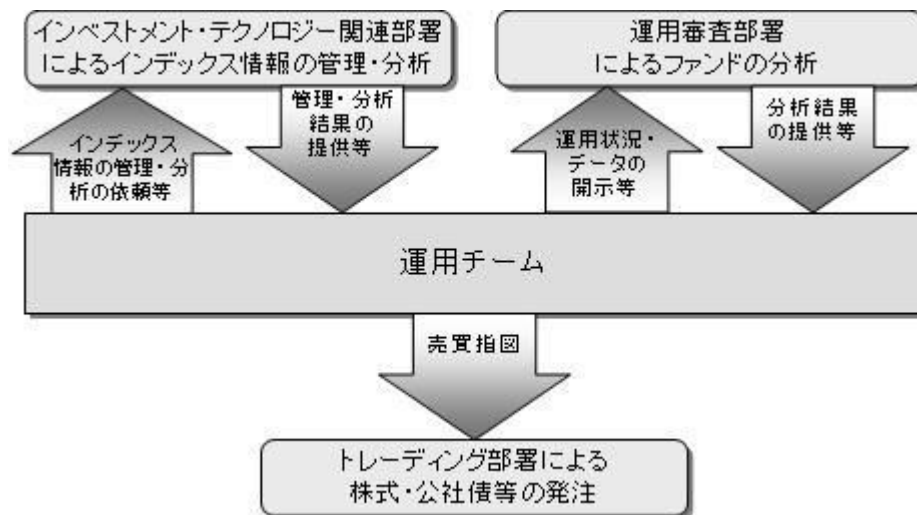 インベストメント・テクノロジー関連部署
によるインデックス情報の管理・分析
運用審査部署
によるファンドの分析
インデックス
情報の管理・分
析の依頼等
管理・分析
結果の
提供等
運用状況・
データの
開示等
分析結果
の提供等
運用チーム
売買指図
トレーディング部署による
株式・公社債等の発注